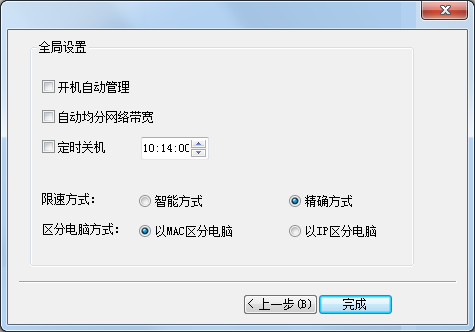 全局设置
开机自动管理
自动均分网络带宽
定时关机 10:14:00
限速方式： 智能方式 精确方式
区分电脑方式： 以MAC区分电脑 以IP区分电脑
< 上一步(B) 完成